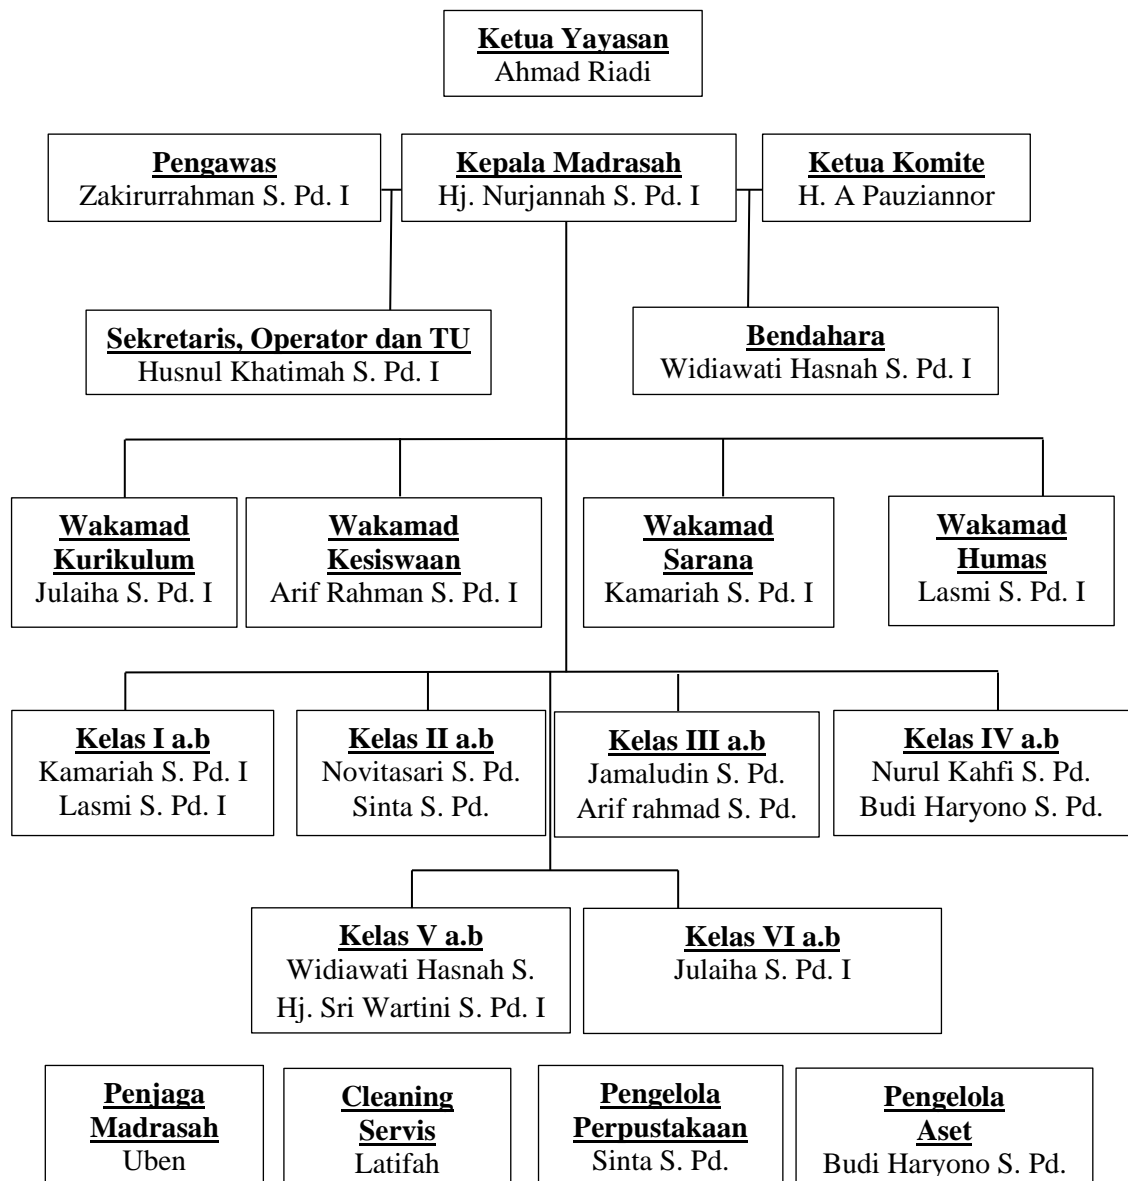 Ketua Yayasan
Ahmad Riadi
Pengawas
Zakirurrahman S. Pd. I
Kepala Madrasah
Hj. Nurjannah S. Pd. I
Ketua Komite
H. A Pauziannor
Sekretaris, Operator dan TU
Husnul Khatimah S. Pd. I
Bendahara
Widiawati Hasnah S. Pd. I
Wakamad
Kurikulum
Julaiha S. Pd. I
Wakamad
Kesiswaan
Arif Rahman S. Pd. I
Wakamad
Sarana
Kamariah S. Pd. I
Wakamad
Humas
Lasmi S. Pd. I
Kelas I a.b
Kamariah S. Pd. I
Lasmi S. Pd. I
Kelas II a.b
Novitasari S. Pd.
Sinta S. Pd.
Kelas III a.b
Jamaludin S. Pd.
Arif rahmad S. Pd.
Kelas IV a.b
Nurul Kahfi S. Pd.
Budi Haryono S. Pd.
Kelas V a.b
Widiawati Hasnah S.
Hj. Sri Wartini S. Pd. I
Kelas VI a.b
Julaiha S. Pd. I
Penjaga
Madrasah
Uben
Cleaning
Servis
Latifah
Pengelola
Perpustakaan
Sinta S. Pd.
Pengelola
Aset
Budi Haryono S. Pd.